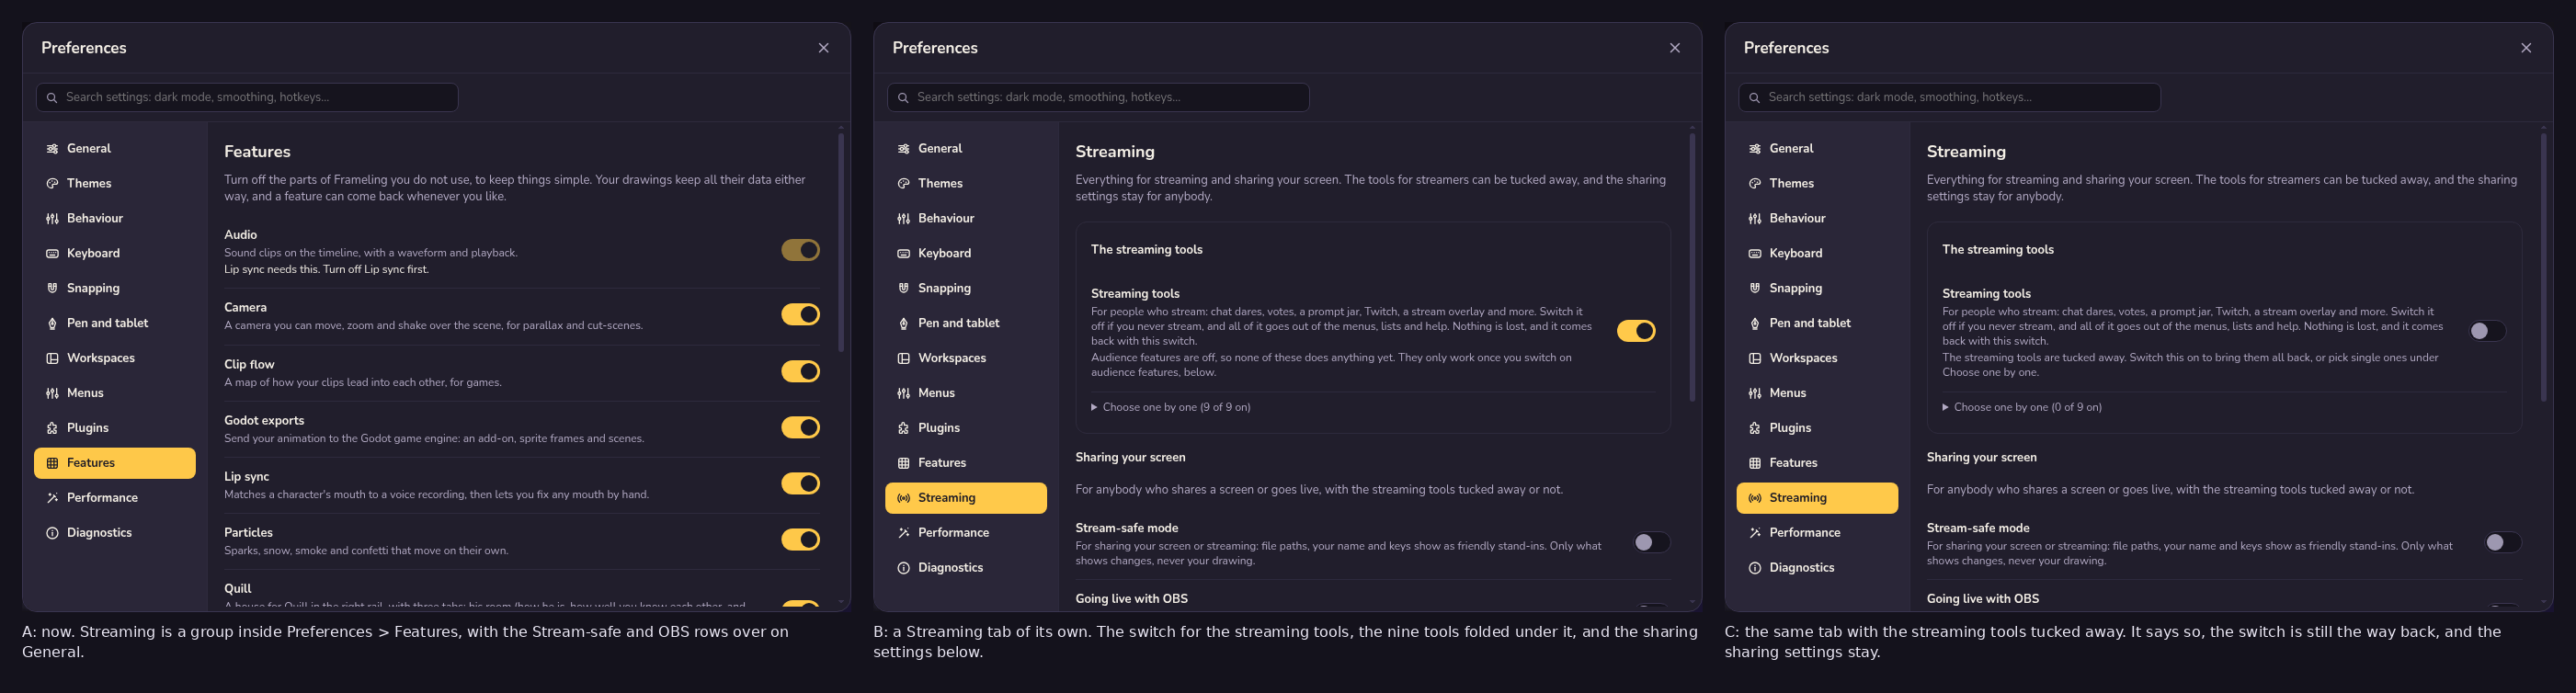 Preferences
Search settings: dark mode, smoothing, hotkeys...
General
Themes
Behaviour
Keyboard
Snapping
Pen and tablet
Workspaces
Menus
Plugins
Features
Performance
Diagnostics
Features
Turn off the parts of Frameling you do not use, to keep things simple. Your drawings keep all their data either
way, and a feature can come back whenever you like.
Audio
Sound clips on the timeline, with a waveform and playback.
Lip sync needs this. Turn off Lip sync first.
Camera
A camera you can move, zoom and shake over the scene, for parallax and cut-scenes.
Clip flow
A map of how your clips lead into each other, for games.
Godot exports
Send your animation to the Godot game engine: an add-on, sprite frames and scenes.
Lip sync
Matches a character's mouth to a voice recording, then lets you fix any mouth by hand.
Particles
Sparks, snow, smoke and confetti that move on their own.
Quill
A house for Quill in the right rail, with three tabs: his room (how he is, how well you know each other, and
A: now. Streaming is a group inside Preferences > Features, with the Stream-safe and OBS rows over on
General.
Preferences
Search settings: dark mode, smoothing, hotkeys...
General
Themes
Behaviour
Keyboard
Snapping
Pen and tablet
Workspaces
Menus
Plugins
Features
Streaming
Performance
Diagnostics
Streaming
Everything for streaming and sharing your screen. The tools for streamers can be tucked away, and the sharing
settings stay for anybody.
The streaming tools
Streaming tools
For people who stream: chat dares, votes, a prompt jar, Twitch, a stream overlay and more. Switch it
off if you never stream, and all of it goes out of the menus, lists and help. Nothing is lost, and it comes
back with this switch.
Audience features are off, so none of these does anything yet. They only work once you switch on
audience features, below.
Choose one by one (9 of 9 on)
Sharing your screen
For anybody who shares a screen or goes live, with the streaming tools tucked away or not.
Stream-safe mode
For sharing your screen or streaming: file paths, your name and keys show as friendly stand-ins. Only what
shows changes, never your drawing.
Going live with OBS
B: a Streaming tab of its own. The switch for the streaming tools, the nine tools folded under it, and the sharing
settings below.
Preferences
Search settings: dark mode, smoothing, hotkeys...
General
Themes
Behaviour
Keyboard
Snapping
Pen and tablet
Workspaces
Menus
Plugins
Features
Streaming
Performance
Diagnostics
Streaming
Everything for streaming and sharing your screen. The tools for streamers can be tucked away, and the sharing
settings stay for anybody.
The streaming tools
Streaming tools
For people who stream: chat dares, votes, a prompt jar, Twitch, a stream overlay and more. Switch it
off if you never stream, and all of it goes out of the menus, lists and help. Nothing is lost, and it comes
back with this switch.
The streaming tools are tucked away. Switch this on to bring them all back, or pick single ones under
Choose one by one.
Choose one by one (0 of 9 on)
Sharing your screen
For anybody who shares a screen or goes live, with the streaming tools tucked away or not.
Stream-safe mode
For sharing your screen or streaming: file paths, your name and keys show as friendly stand-ins. Only what
shows changes, never your drawing.
Going live with OBS
C: the same tab with the streaming tools tucked away. It says so, the switch is still the way back, and the
sharing settings stay.